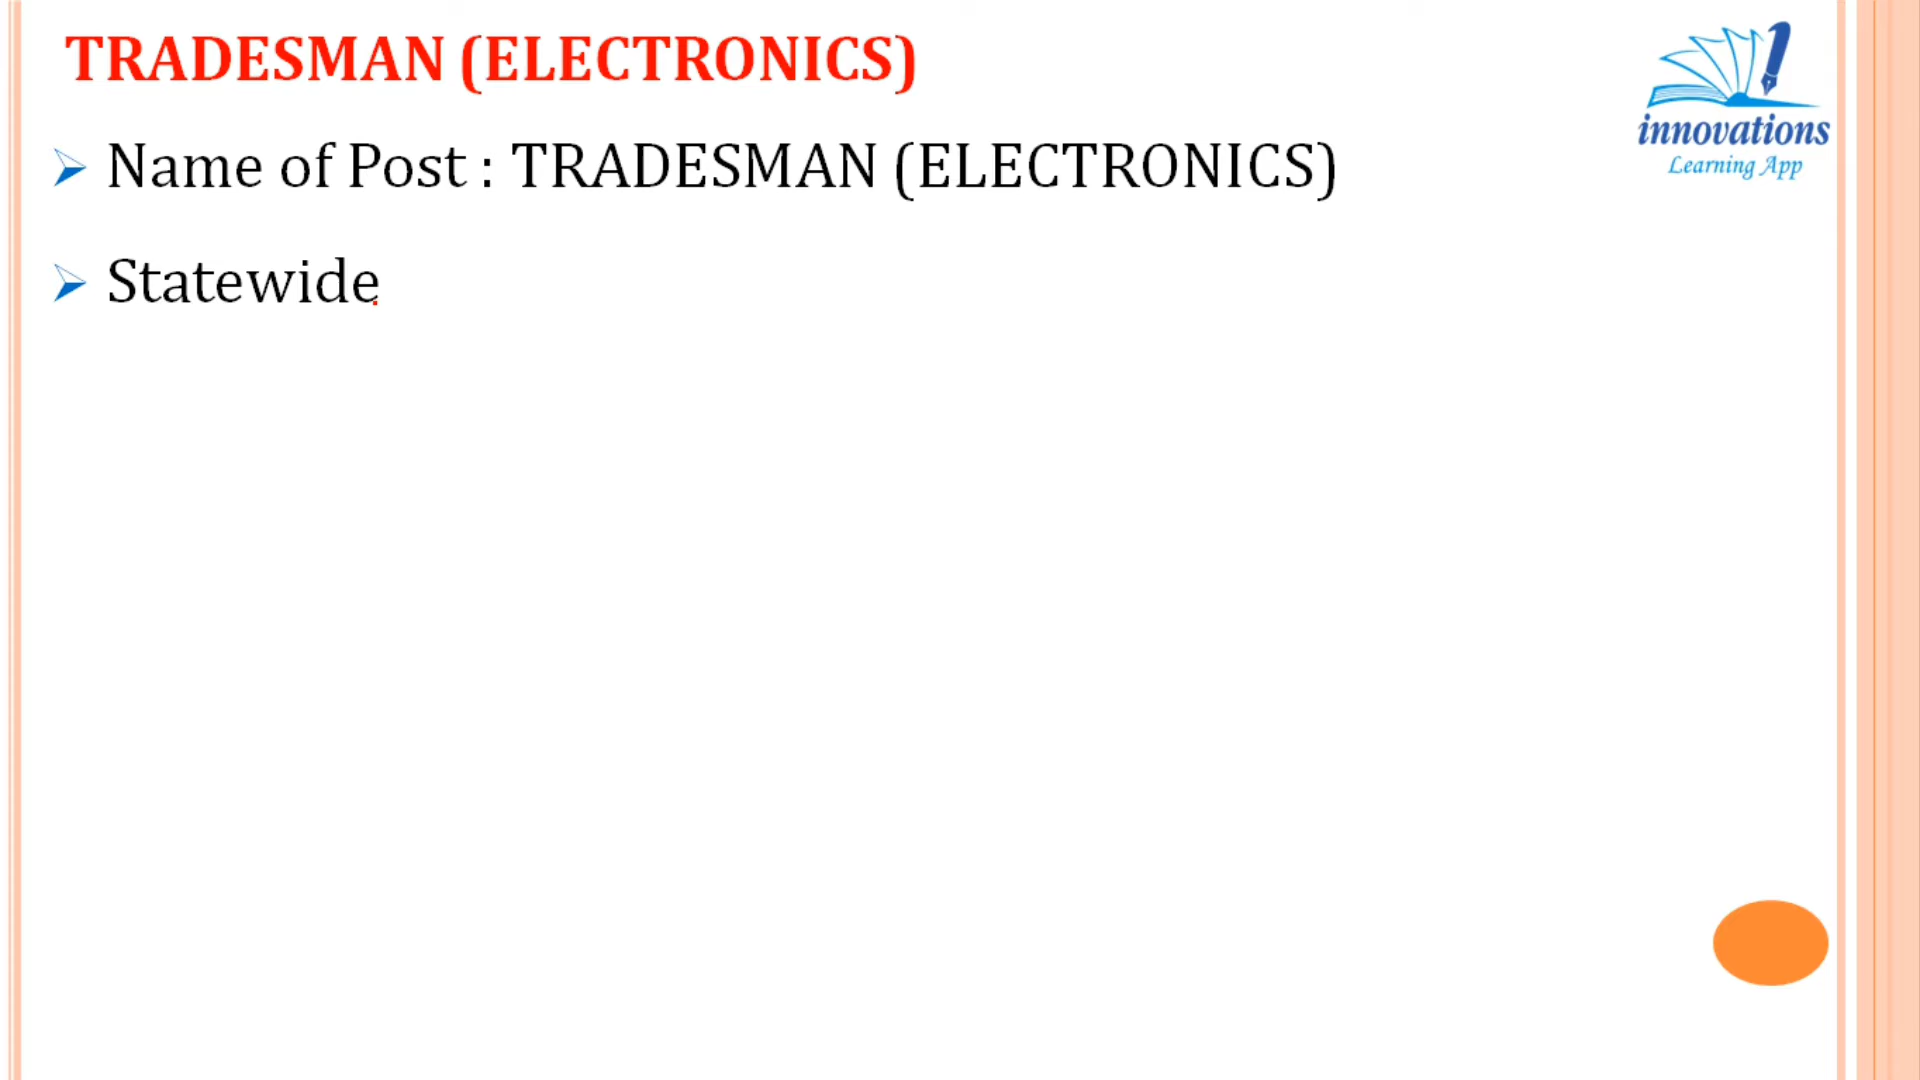 TRADESMAN (ELECTRONICS)
Name of Post : TRADESMAN (ELECTRONICS)
Statewide
innovations
Learning App